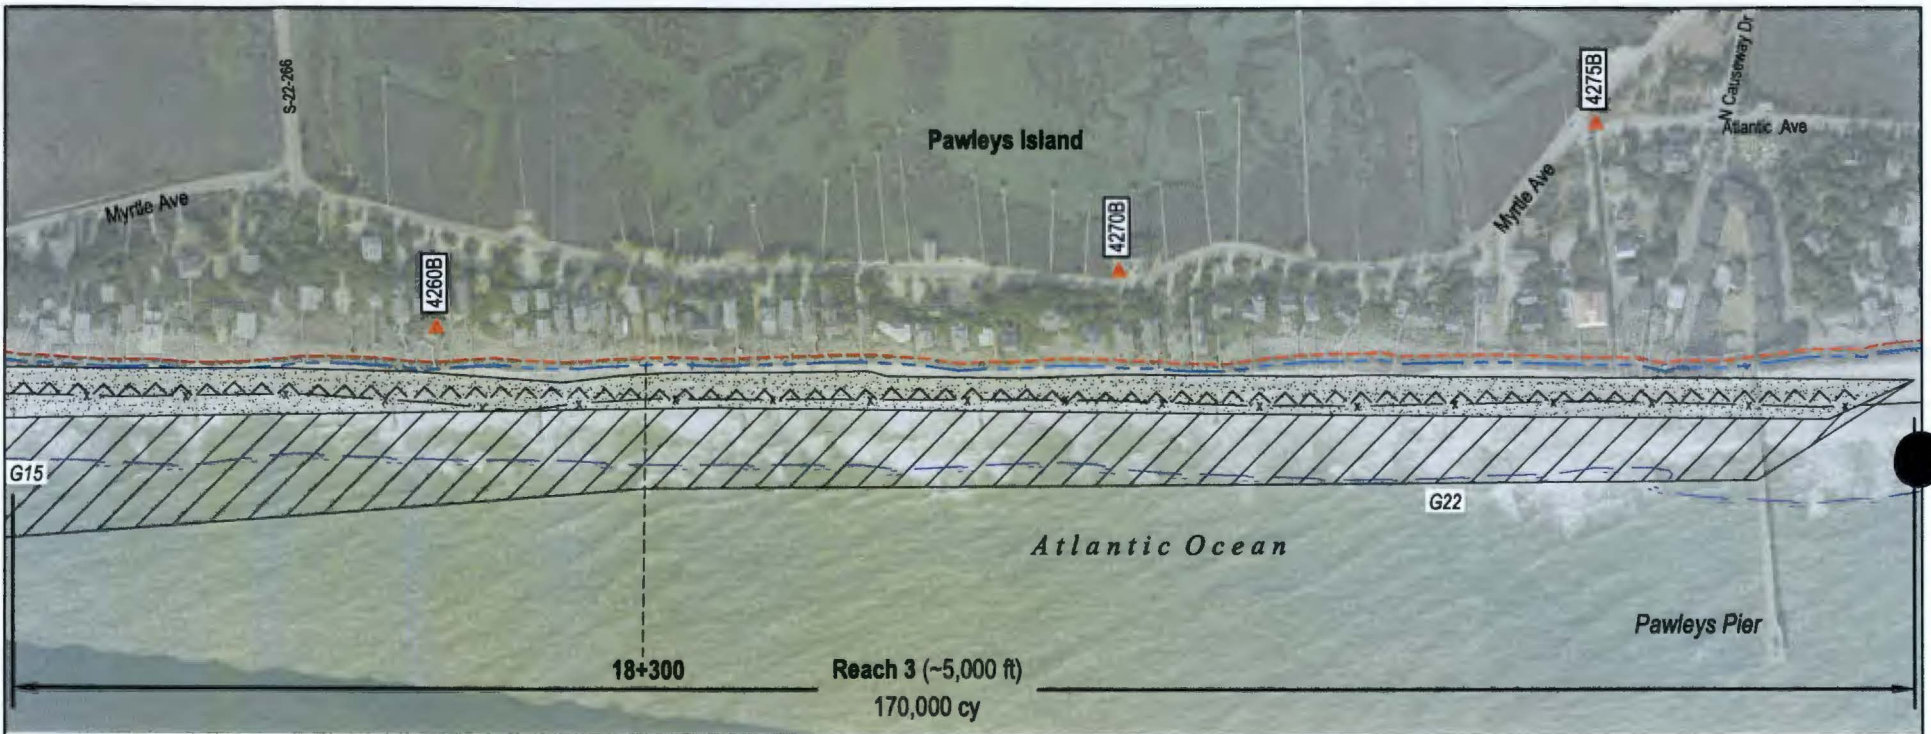 S-22-266
4275B
N Causeway Dr
Atlantic Ave
Pawleys Island
Myrtle Ave
Myrtle Ave
4270B
4260B
G15
G22
Atlantic Ocean
Pawleys Pier
18+300
Reach 3 (~5,000 ft)
170,000 cy